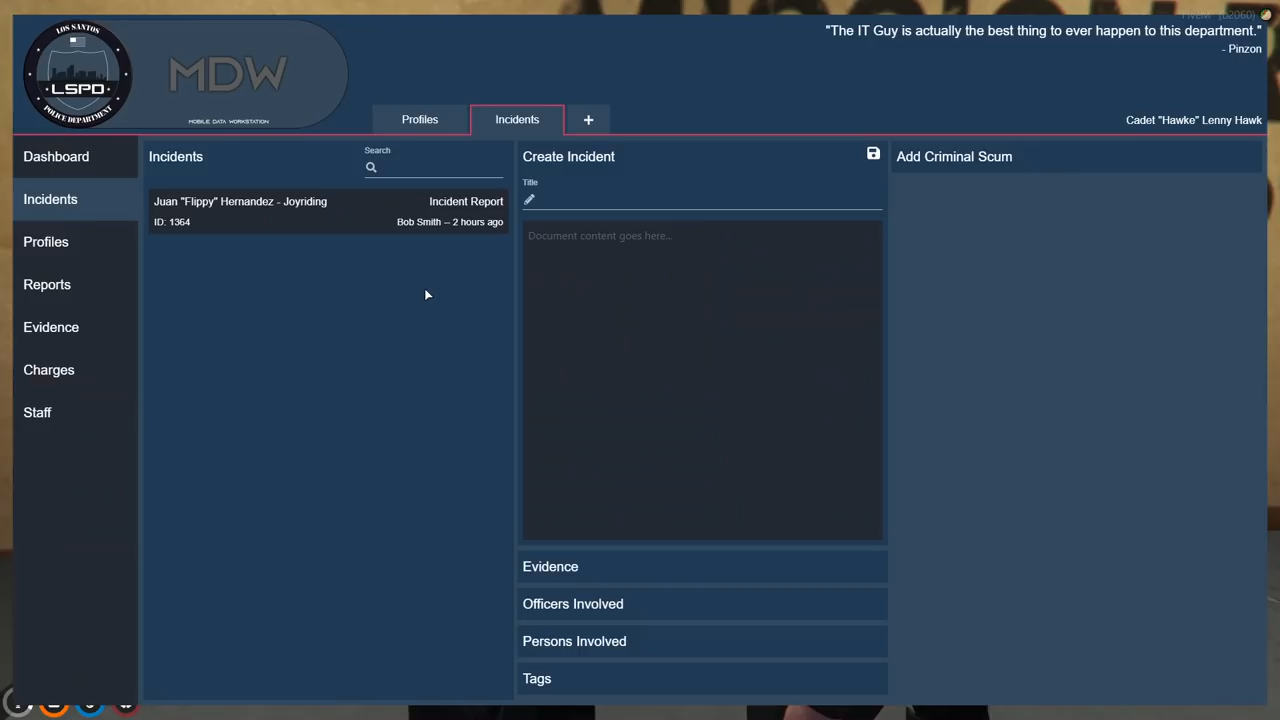 FiveM (b2060)
"The IT Guy is actually the best thing to ever happen to this department."
- Pinzon
LOS SANTOS
LSPD
POLICE DEPARTMENT
MDW
MOBILE DATA WORKSTATION
Profiles
Incidents
+
Cadet "Hawke" Lenny Hawk
Dashboard
Incidents
Profiles
Reports
Evidence
Charges
Staff
Incidents
Search
Juan "Flippy" Hernandez - Joyriding
Incident Report
ID: 1364
Bob Smith – 2 hours ago
Create Incident
Title
Document content goes here...
Evidence
Officers Involved
Persons Involved
Tags
Add Criminal Scum